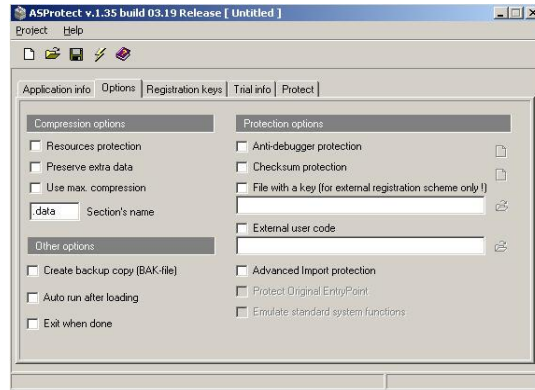 ASProtect v.1.35 build 03.19 Release [ Untitled ]
Project Help
Application info Options Registration keys Trial info Protect
Compression options
Resources protection
Preserve extra data
Use max. compression
.data Section's name
Other options
Create backup copy (BAK-file)
Auto run after loading
Exit when done
Protection options
Anti-debugger protection
Checksum protection
File with a key (for external registration scheme only !)
External user code
Advanced Import protection
Protect Original EntryPoint
Emulate standard system functions